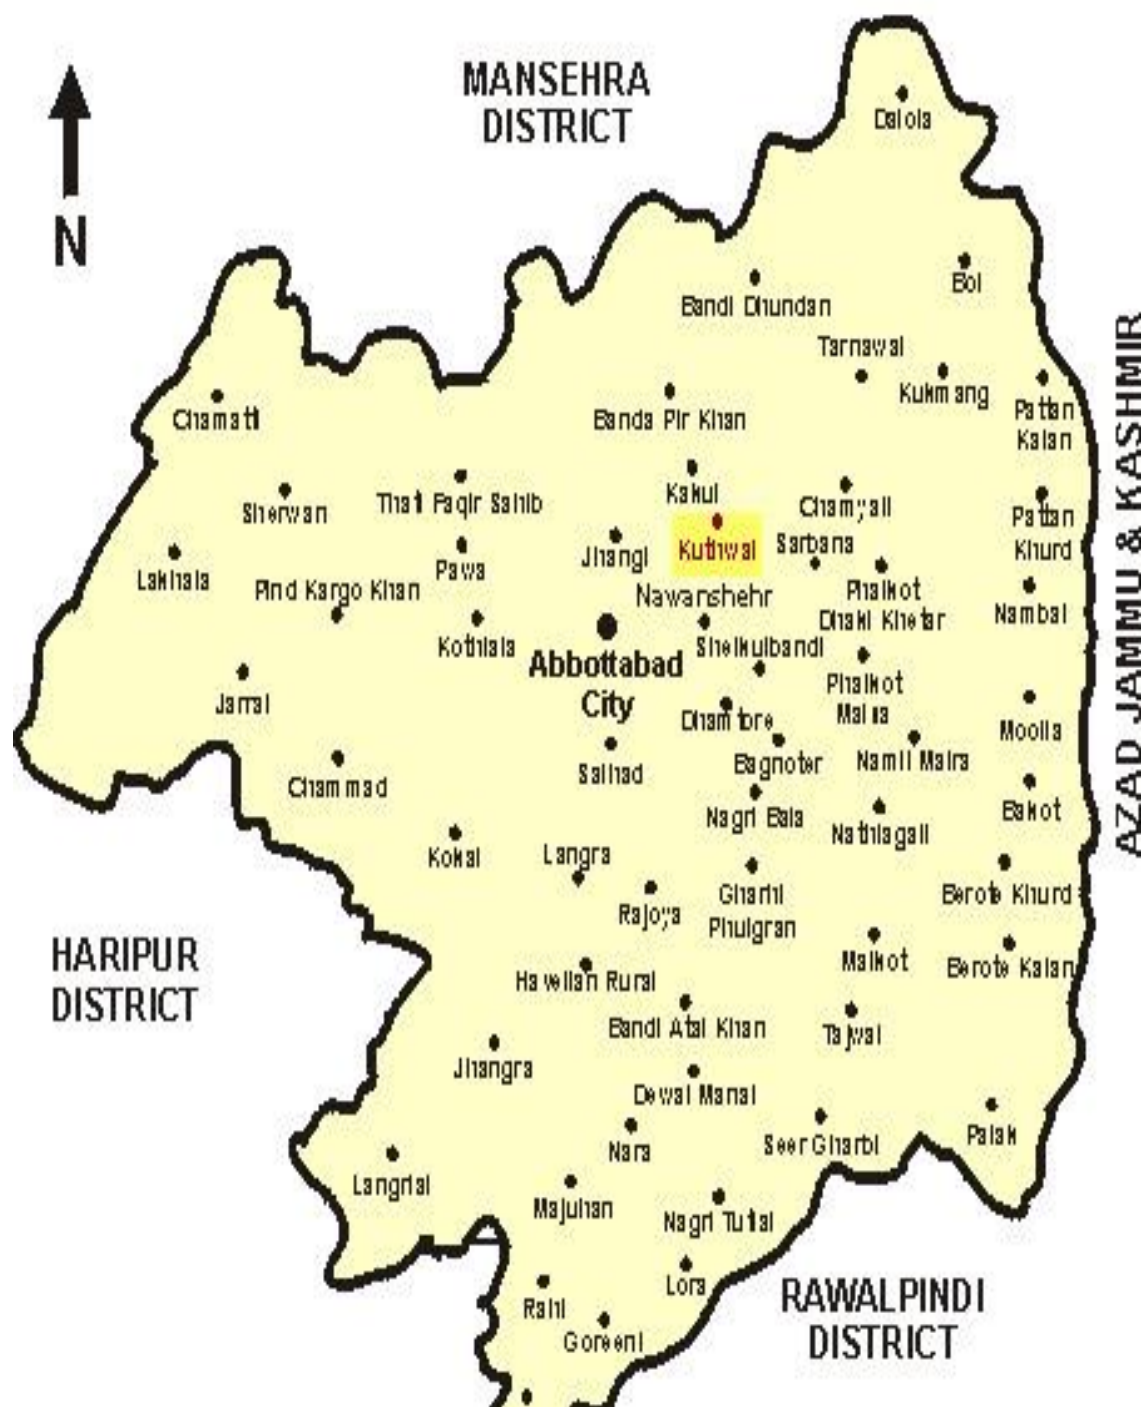 MANSEHRA
DISTRICT
N
Dalola
Boi
Bandi Dhundan
Tarnawai
Kukmang
Pattan
Kalan
Chamatti
Banda Pir Khan
Kakul
Chamyali
Sherwan
That Faqir Sahib
Pattan
Khurd
Kuthwal
Sarbana
Jhangi
Lakhala
Pawa
Pind Kargo Khan
Nawanshehr
Phalkot
Dhaki Khetar
Nambal
Kothiala
Sheikulbandi
Abbottabad
City
Phalkot
Malsa
Jarral
Dhamtore
Moolia
Salhad
Bagnoter
Namli Maira
Chammad
Nagri Bala
Nathiagali
Bakot
Kokal
Langra
Rajoya
Gharhi
Phulgran
Berote Khurd
Malkot
Berote Kalan
Havelian Rural
Bandi Atai Khan
Tajwal
Jhangra
Dewal Manal
Nara
Seer Gharbi
Palak
Langrial
Majuhan
Nagri Tutial
Rahi
Lora
Goreeni
HARIPUR
DISTRICT
RAWALPINDI
DISTRICT
AZAD JAMMU & KASHMIR